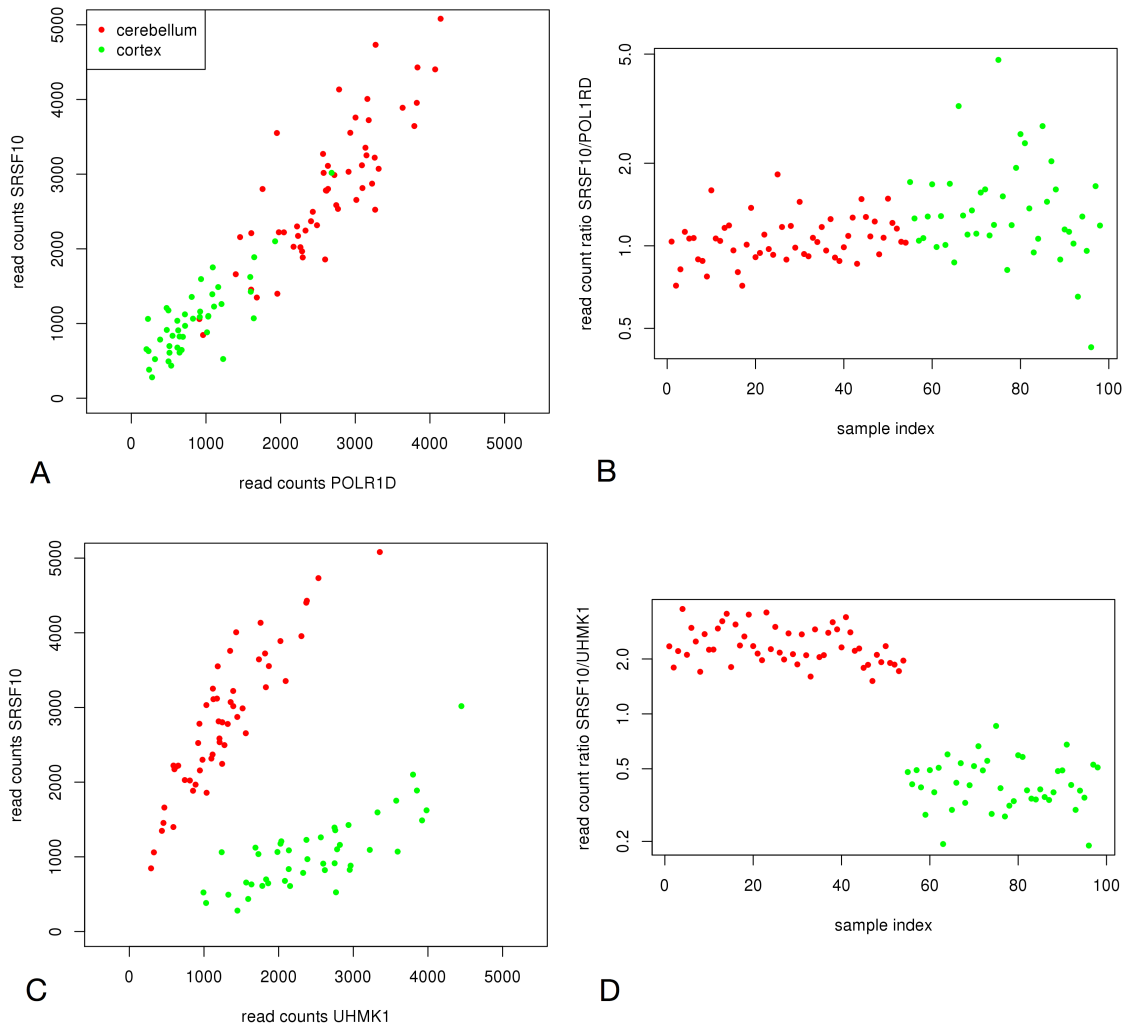 cerebellum
cortex
read counts SRSF10
0 1000 2000 3000 4000 5000
0 1000 2000 3000 4000 5000
read counts POLR1D
A
read count ratio SRSF10/POL1RD
0.5 1.0 2.0 5.0
0 20 40 60 80 100
sample index
B
read counts SRSF10
0 1000 2000 3000 4000 5000
0 1000 2000 3000 4000 5000
read counts UHMK1
C
read count ratio SRSF10/UHMK1
0.2 0.5 1.0 2.0
0 20 40 60 80 100
sample index
D